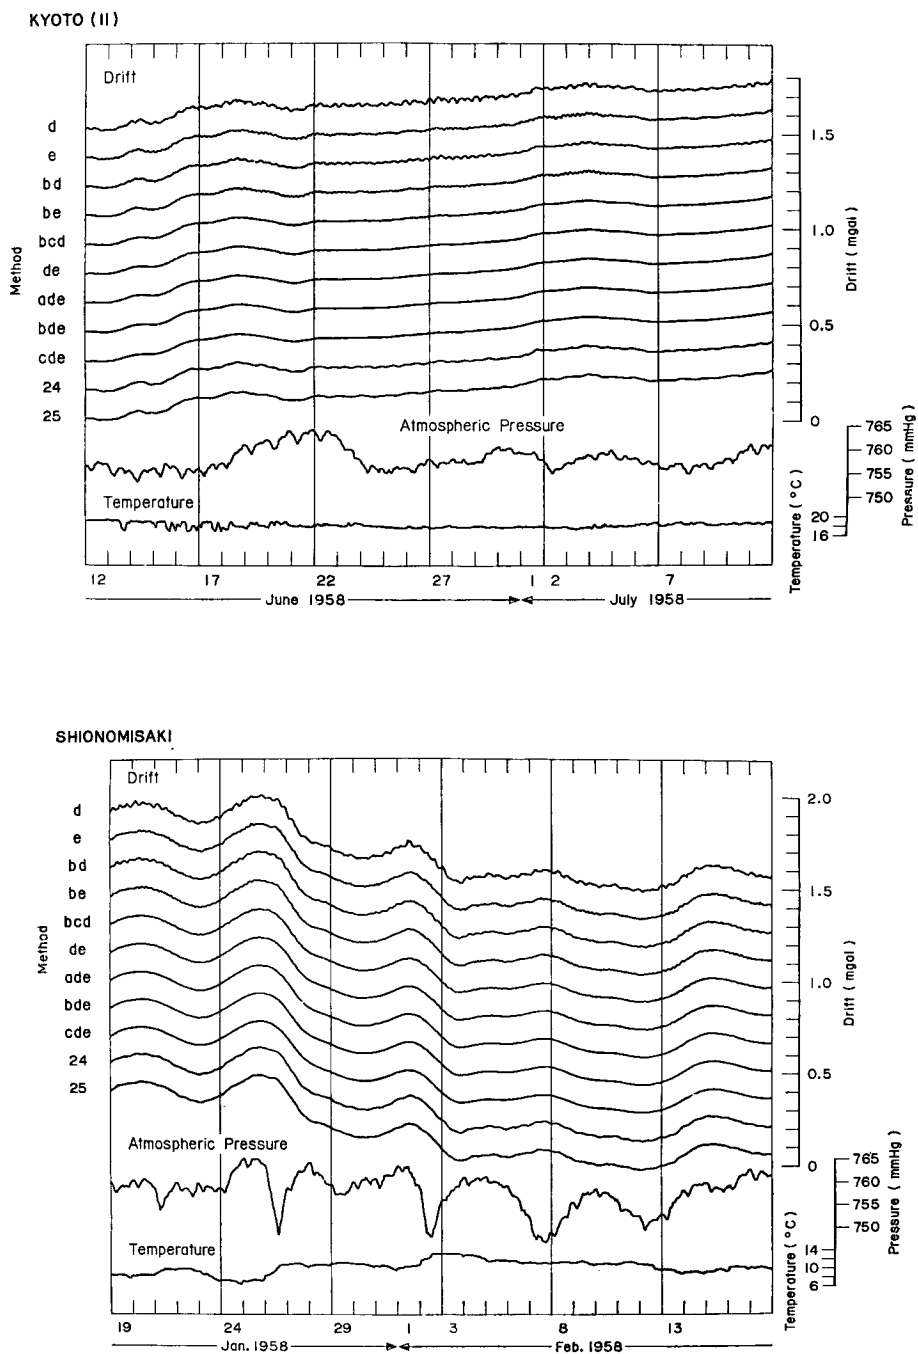 KYOTO (II)
Drift
d
e
bd
be
bcd
de
ade
bde
cde
24
25
Method
1.5
1.0
0.5
0
Drift (mgal)
Atmospheric Pressure
765
760
755
750
Pressure (mmHg)
Temperature
20
16
Temperature (°C)
12 17 22 27 1 2 7
June 1958 July 1958
SHIONOMISAKI
Drift
d
e
bd
be
bcd
de
ade
bde
cde
24
25
Method
2.0
1.5
1.0
0.5
0
Drift (mgal)
Atmospheric Pressure
765
760
755
750
Pressure (mmHg)
Temperature
14
10
6
Temperature (°C)
19 24 29 1 3 8 13
Jan. 1958 Feb. 1958